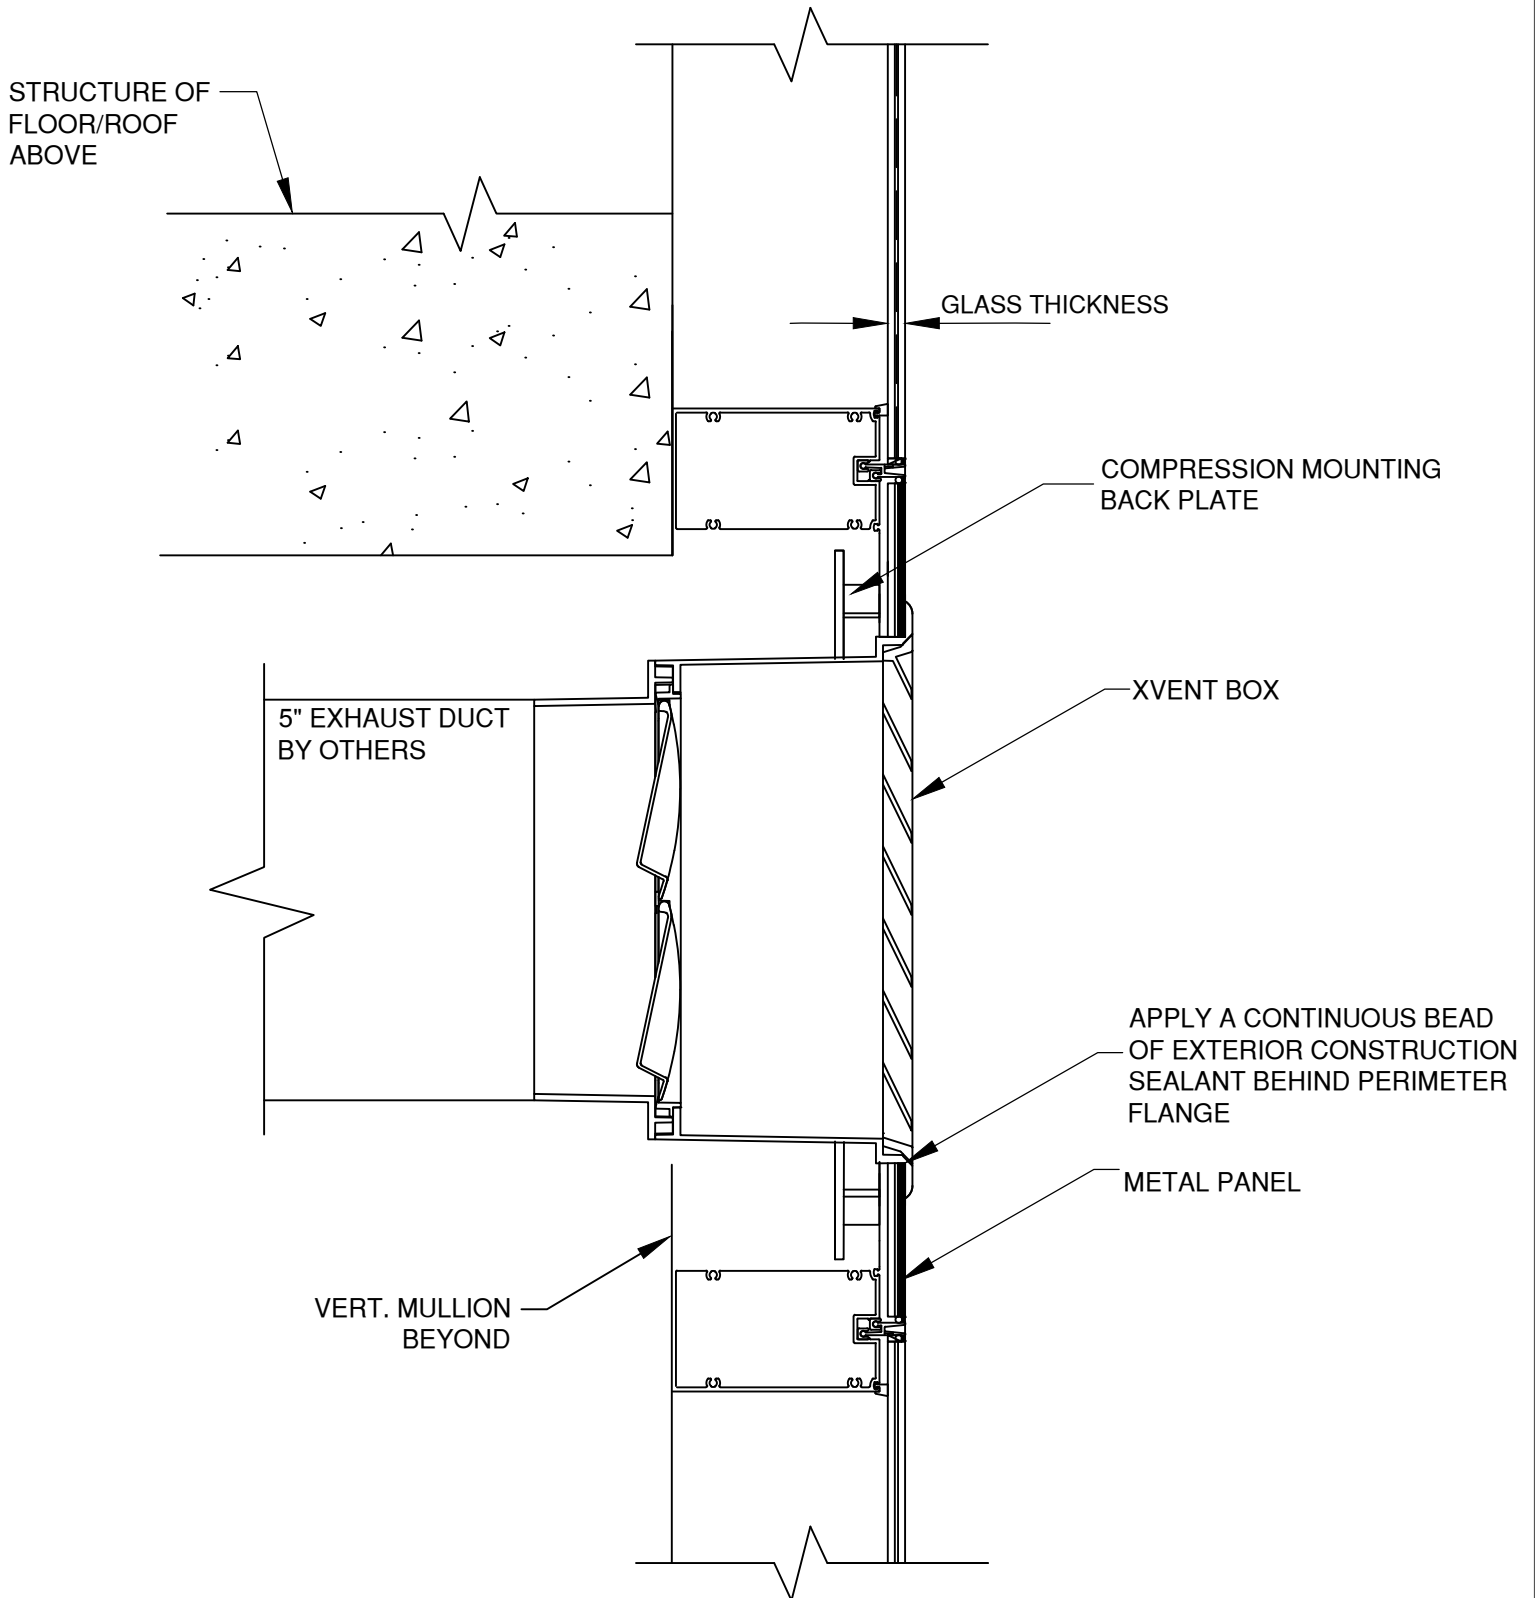 STRUCTURE OF
FLOOR/ROOF
ABOVE
GLASS THICKNESS
COMPRESSION MOUNTING
BACK PLATE
XVENT BOX
5" EXHAUST DUCT
BY OTHERS
APPLY A CONTINUOUS BEAD
OF EXTERIOR CONSTRUCTION
SEALANT BEHIND PERIMETER
FLANGE
METAL PANEL
VERT. MULLION
BEYOND